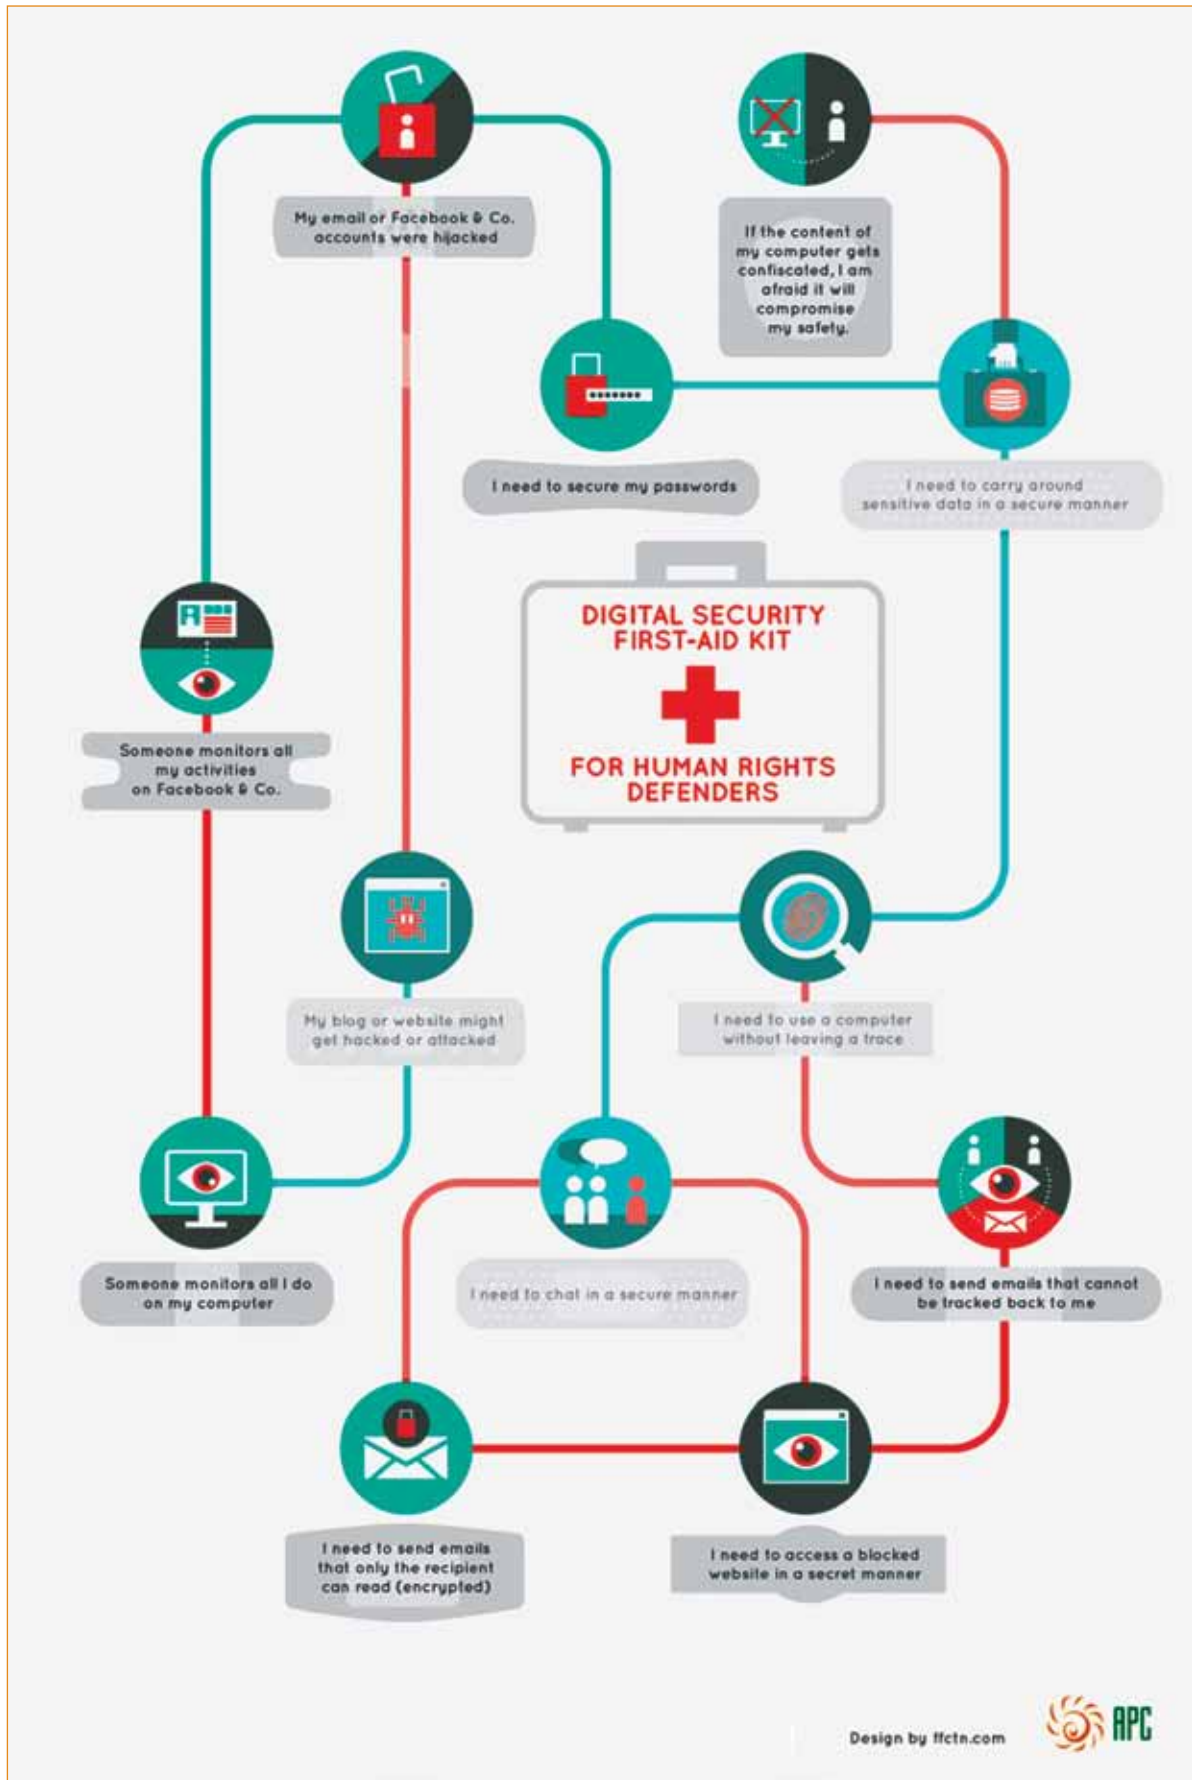 My email or Facebook & Co.
accounts were hijacked
If the content of
my computer gets
confiscated, I am
afraid it will
compromise
my safety.
I need to secure my passwords
I need to carry around
sensitive data in a secure manner
DIGITAL SECURITY
FIRST-AID KIT
FOR HUMAN RIGHTS
DEFENDERS
Someone monitors all
my activities
on Facebook & Co.
My blog or website might
get hacked or attacked
I need to use a computer
without leaving a trace
Someone monitors all I do
on my computer
I need to chat in a secure manner
I need to send emails that cannot
be tracked back to me
I need to send emails
that only the recipient
can read (encrypted)
I need to access a blocked
website in a secret manner
Design by ffctn.com
APC